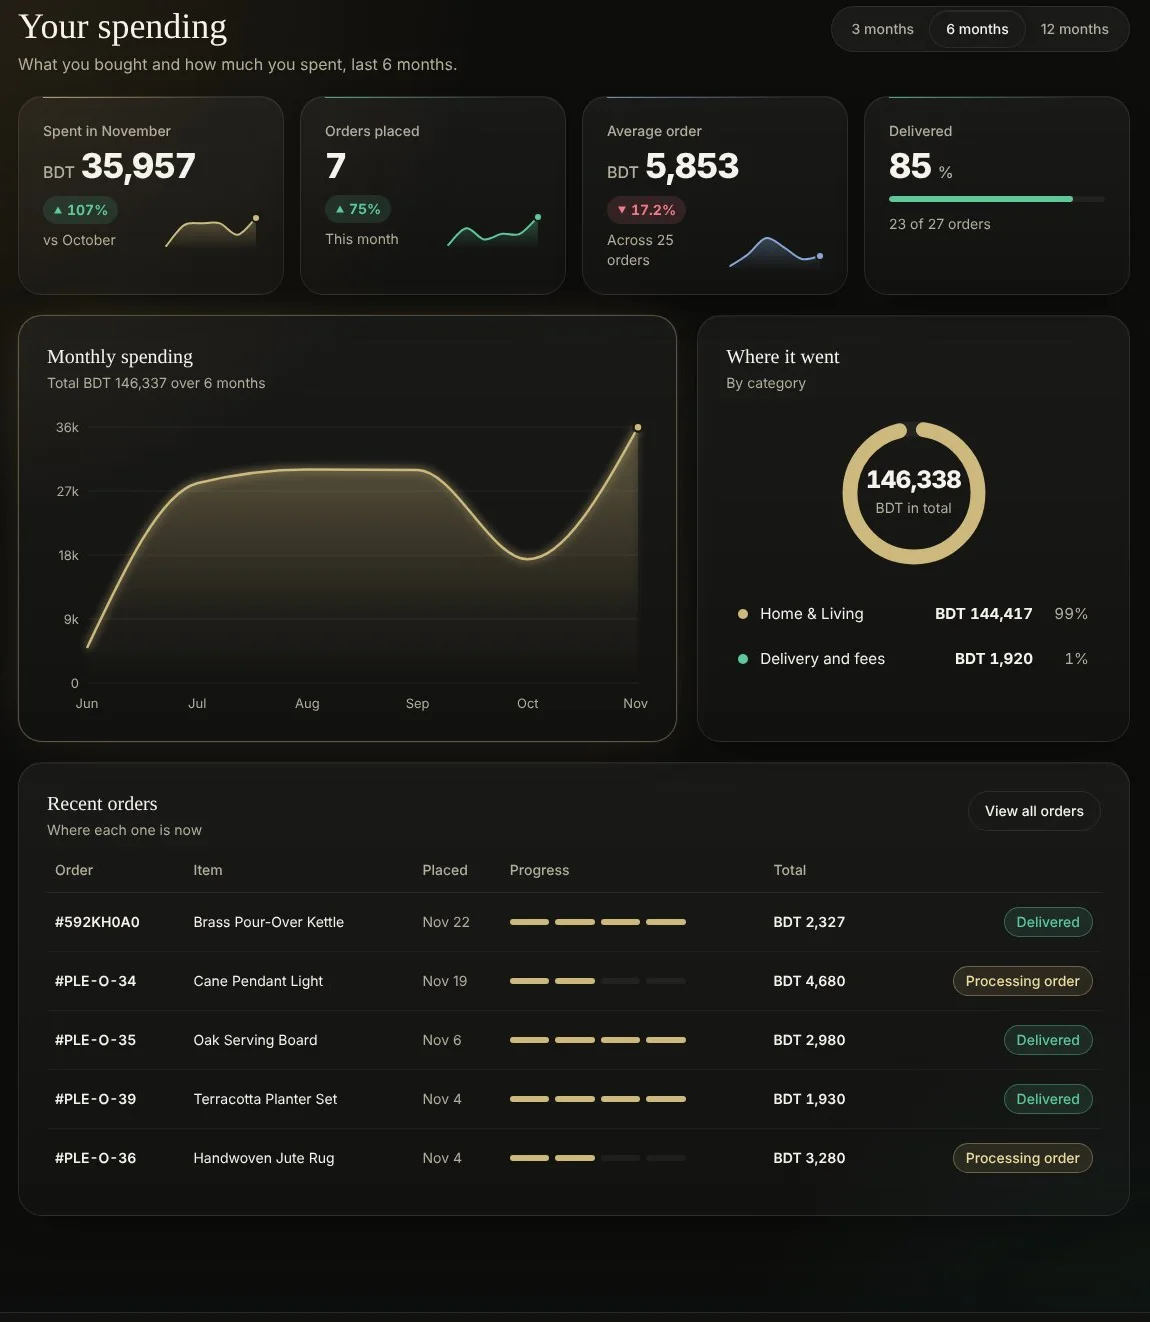 Your spending
What you bought and how much you spent, last 6 months.
3 months 6 months 12 months
Spent in November
BDT 35,957
▲ 107%
vs October
Orders placed
7
▲ 75%
This month
Average order
BDT 5,853
▼ 17.2%
Across 25
orders
Delivered
85 %
23 of 27 orders
Monthly spending
Total BDT 146,337 over 6 months
36k
27k
18k
9k
0
Jun Jul Aug Sep Oct Nov
Where it went
By category
146,338
BDT in total
Home & Living BDT 144,417 99%
Delivery and fees BDT 1,920 1%
Recent orders
Where each one is now
View all orders
Order Item Placed Progress Total
#592KH0A0 Brass Pour-Over Kettle Nov 22 BDT 2,327 Delivered
#PLE-O-34 Cane Pendant Light Nov 19 BDT 4,680 Processing order
#PLE-O-35 Oak Serving Board Nov 6 BDT 2,980 Delivered
#PLE-O-39 Terracotta Planter Set Nov 4 BDT 1,930 Delivered
#PLE-O-36 Handwoven Jute Rug Nov 4 BDT 3,280 Processing order